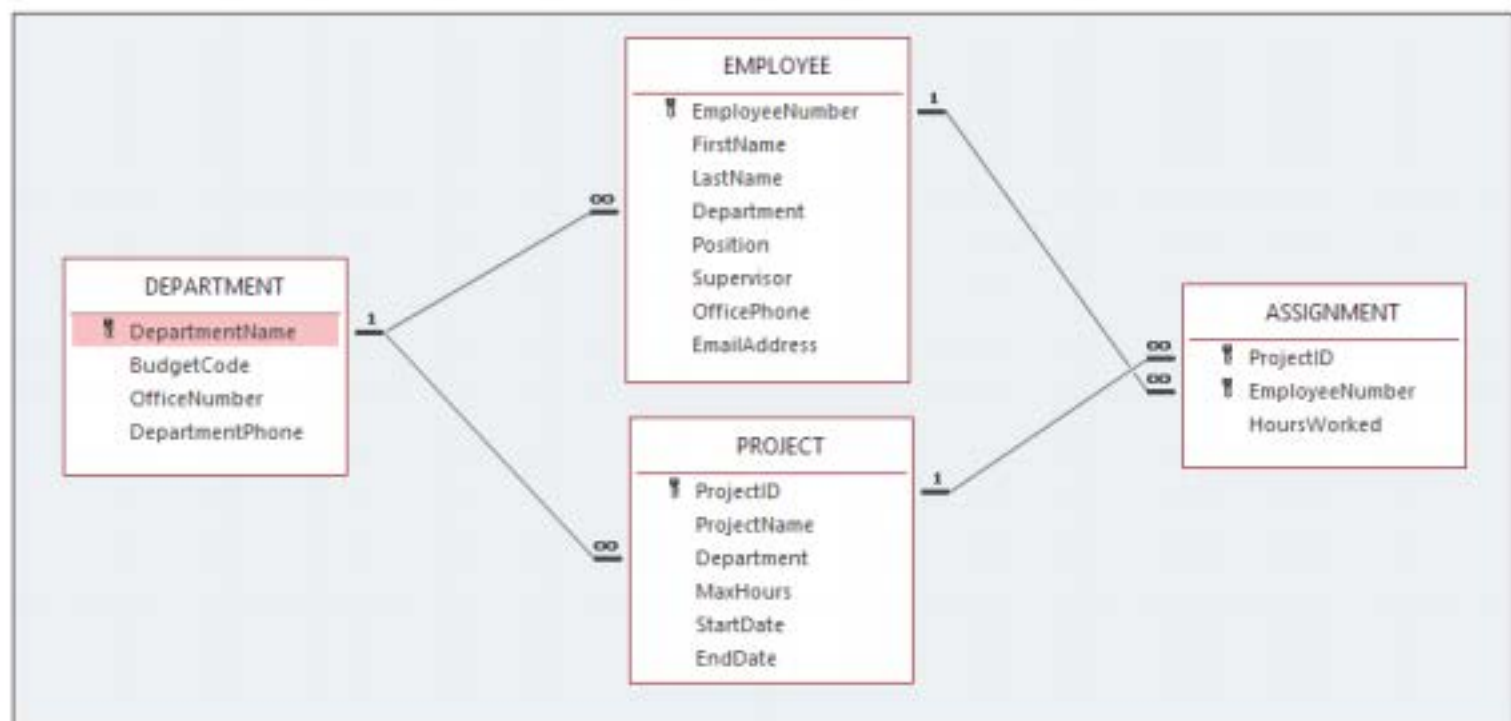 EMPLOYEE
EmployeeNumber
FirstName
LastName
Department
Position
Supervisor
OfficePhone
EmailAddress
DEPARTMENT
DepartmentName
BudgetCode
OfficeNumber
DepartmentPhone
PROJECT
ProjectID
ProjectName
Department
MaxHours
StartDate
EndDate
ASSIGNMENT
ProjectID
EmployeeNumber
HoursWorked
1
∞
1
∞
∞
∞
1